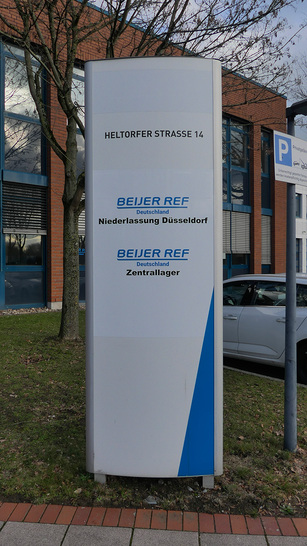 HELTORFER STRASSE 14
BEIJER REF
Deutschland
Niederlassung Düsseldorf
BEIJER REF
Deutschland
Zentrallager
P